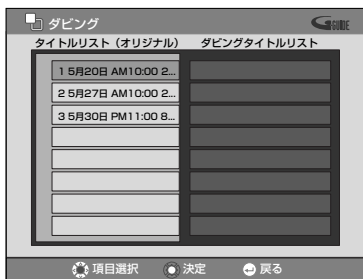 ダビング
GGUIDE
タイトルリスト（オリジナル） ダビングタイトルリスト
1 5月20日 AM10:00 2...
2 5月27日 AM10:00 2...
3 5月30日 PM11:00 8...
項目選択 決定 戻る